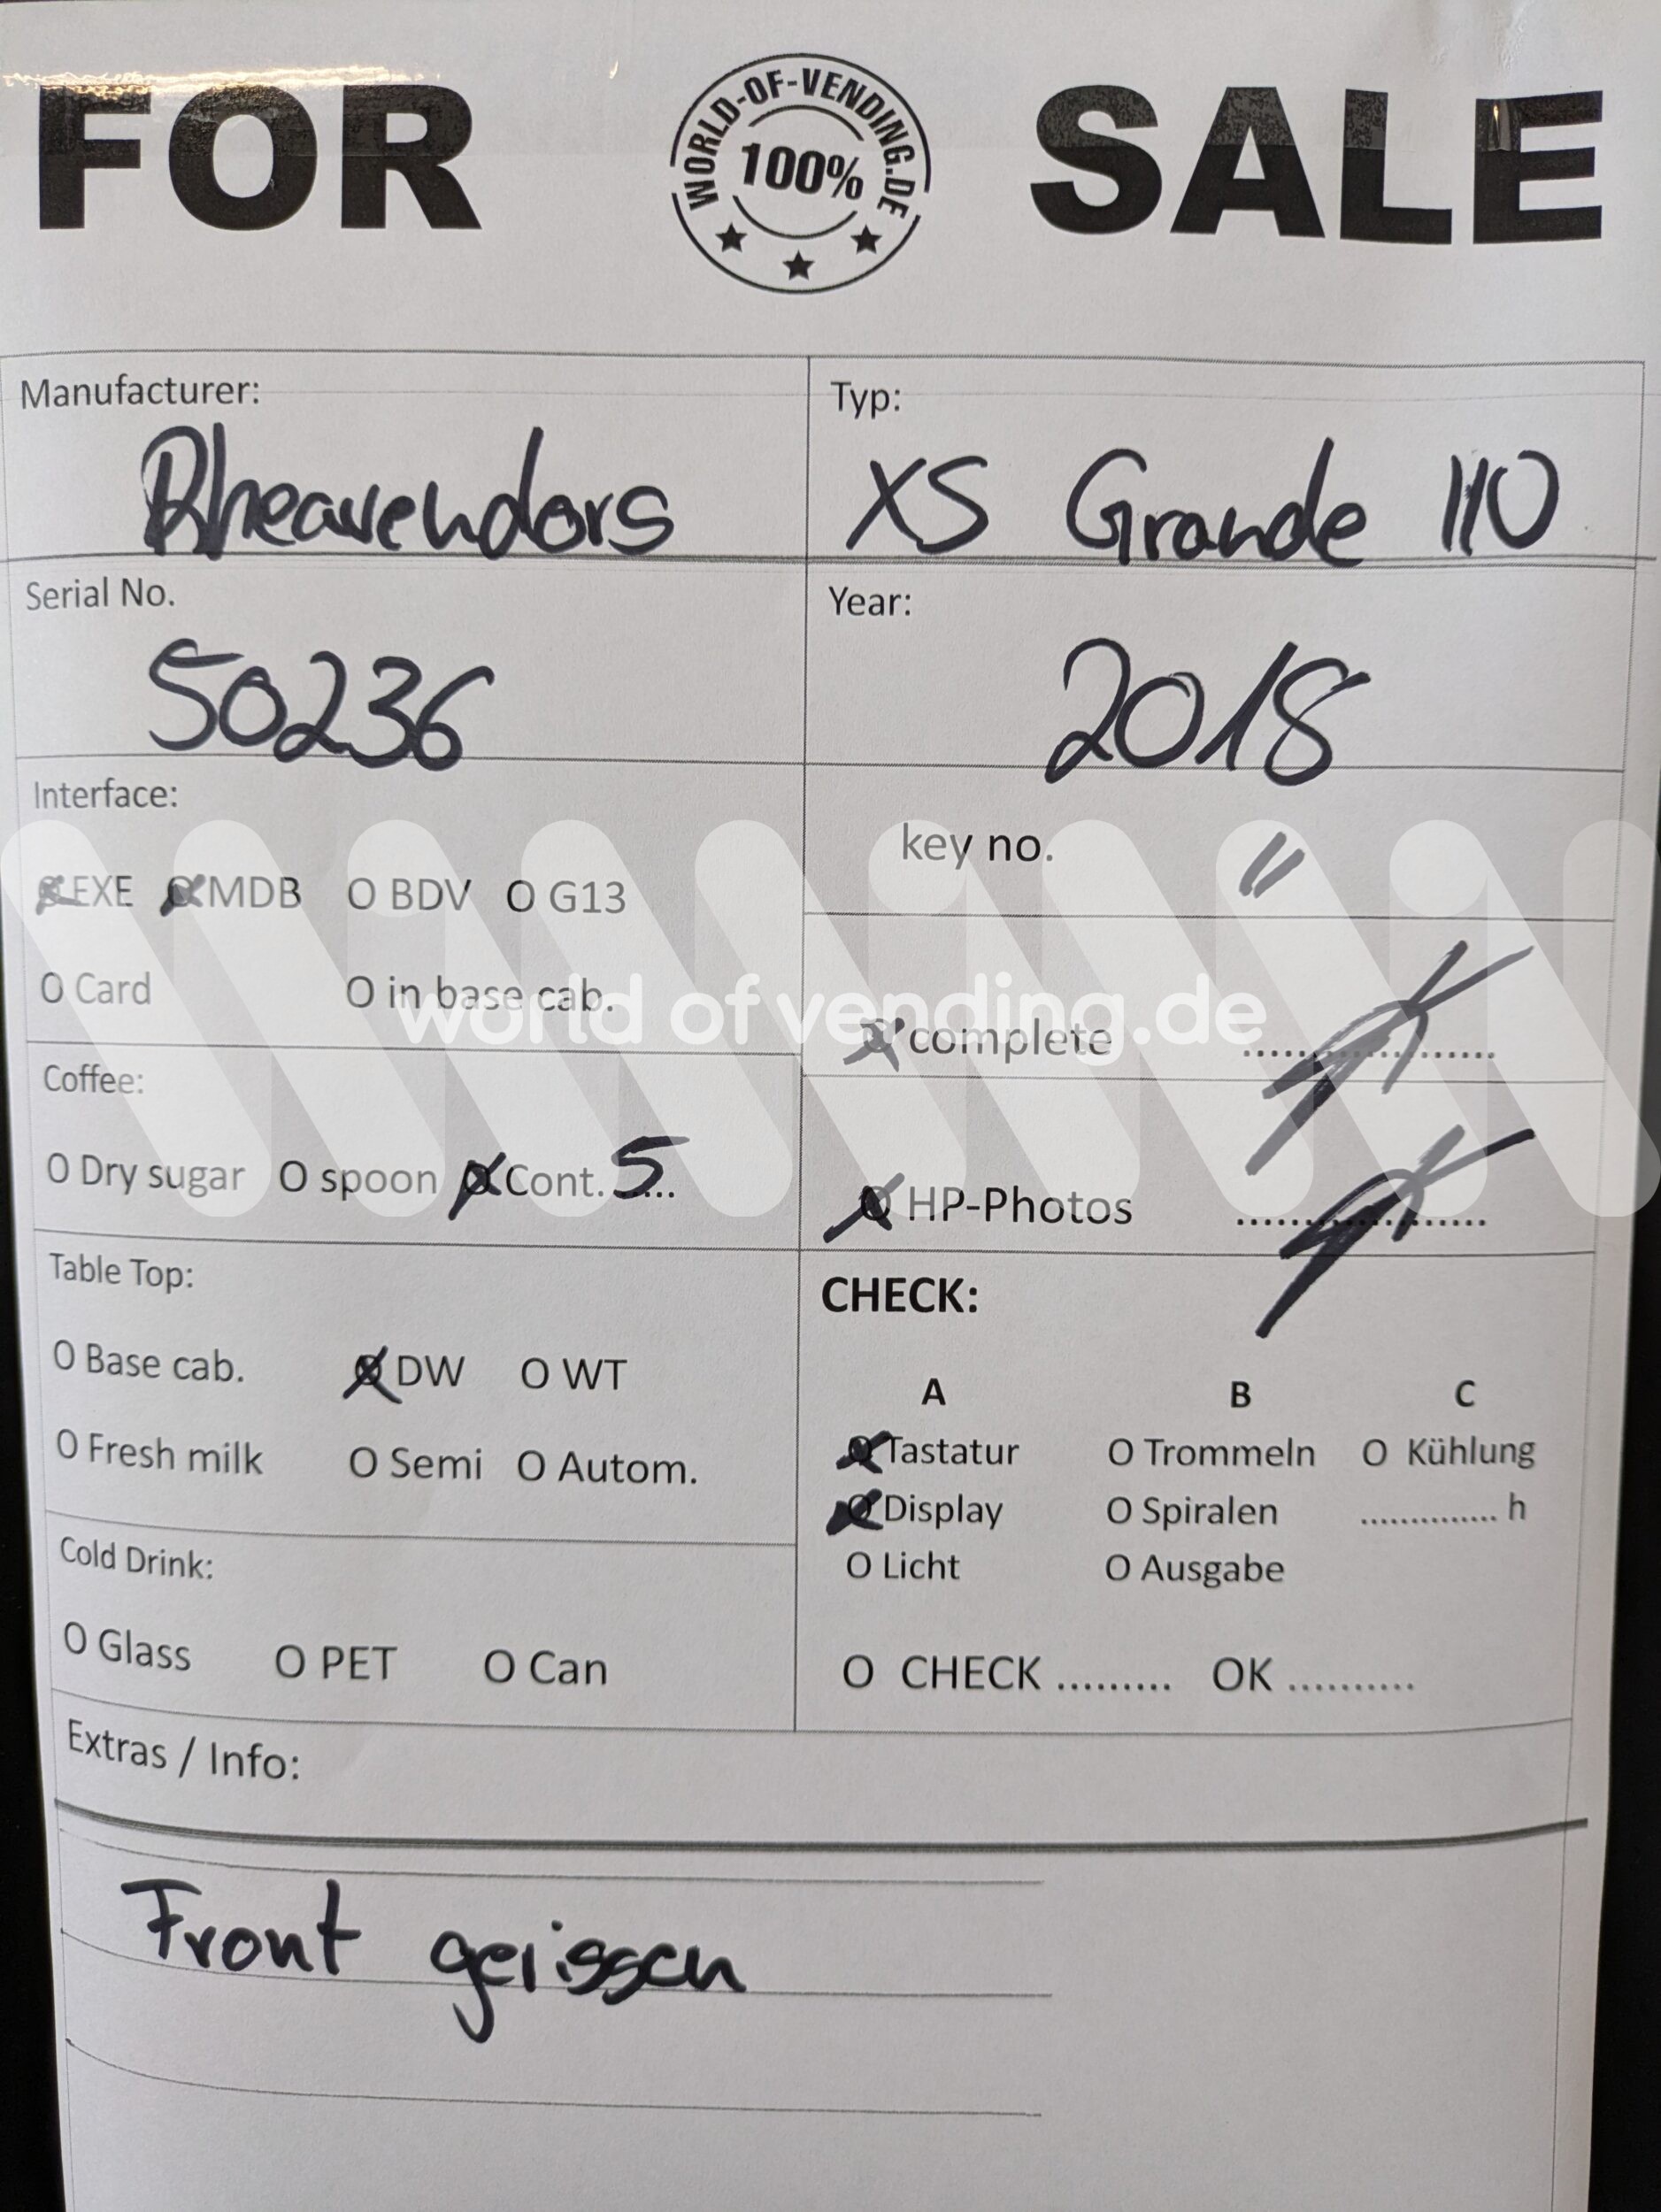 FOR SALE
WORLD-OF-VENDING.DE
100%
Manufacturer: Typ:
Rheavendors XS Grande 110
Serial No. Year:
50236 2018
Interface:
key no. 11
EXE MDB O BDV O G13
O Card O in base cab.
world of vending.de
complete ....................
Coffee:
O Dry sugar O spoon Cont. 5
HP-Photos ....................
Table Top: CHECK:
O Base cab. DW O WT
A B C
O Fresh milk O Semi O Autom.
Tastatur O Trommeln O Kühlung
Display O Spiralen .............. h
Cold Drink:
O Licht O Ausgabe
O Glass O PET O Can
O CHECK ......... OK ..........
Extras / Info:
Front gerissen